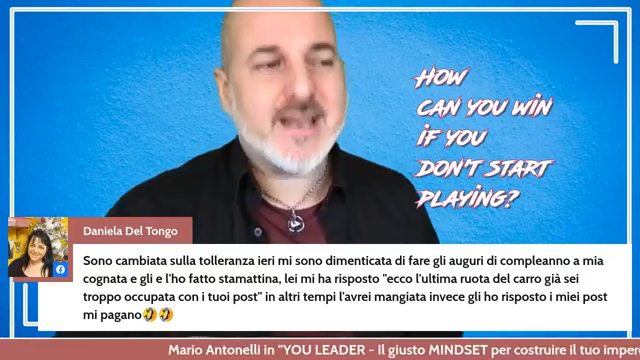 HOW
CAN YOU WIN
IF YOU
DON'T START
PLAYING?
Daniela Del Tongo
Sono cambiata sulla tolleranza ieri mi sono dimenticata di fare gli auguri di compleanno a mia
cognata e gli e l'ho fatto stamattina, lei mi ha risposto "ecco l'ultima ruota del carro già sei
troppo occupata con i tuoi post" in altri tempi l'avrei mangiata invece gli ho risposto i miei post
mi pagano🤣🤣
Mario Antonelli in "YOU LEADER - Il giusto MINDSET per costruire il tuo imper